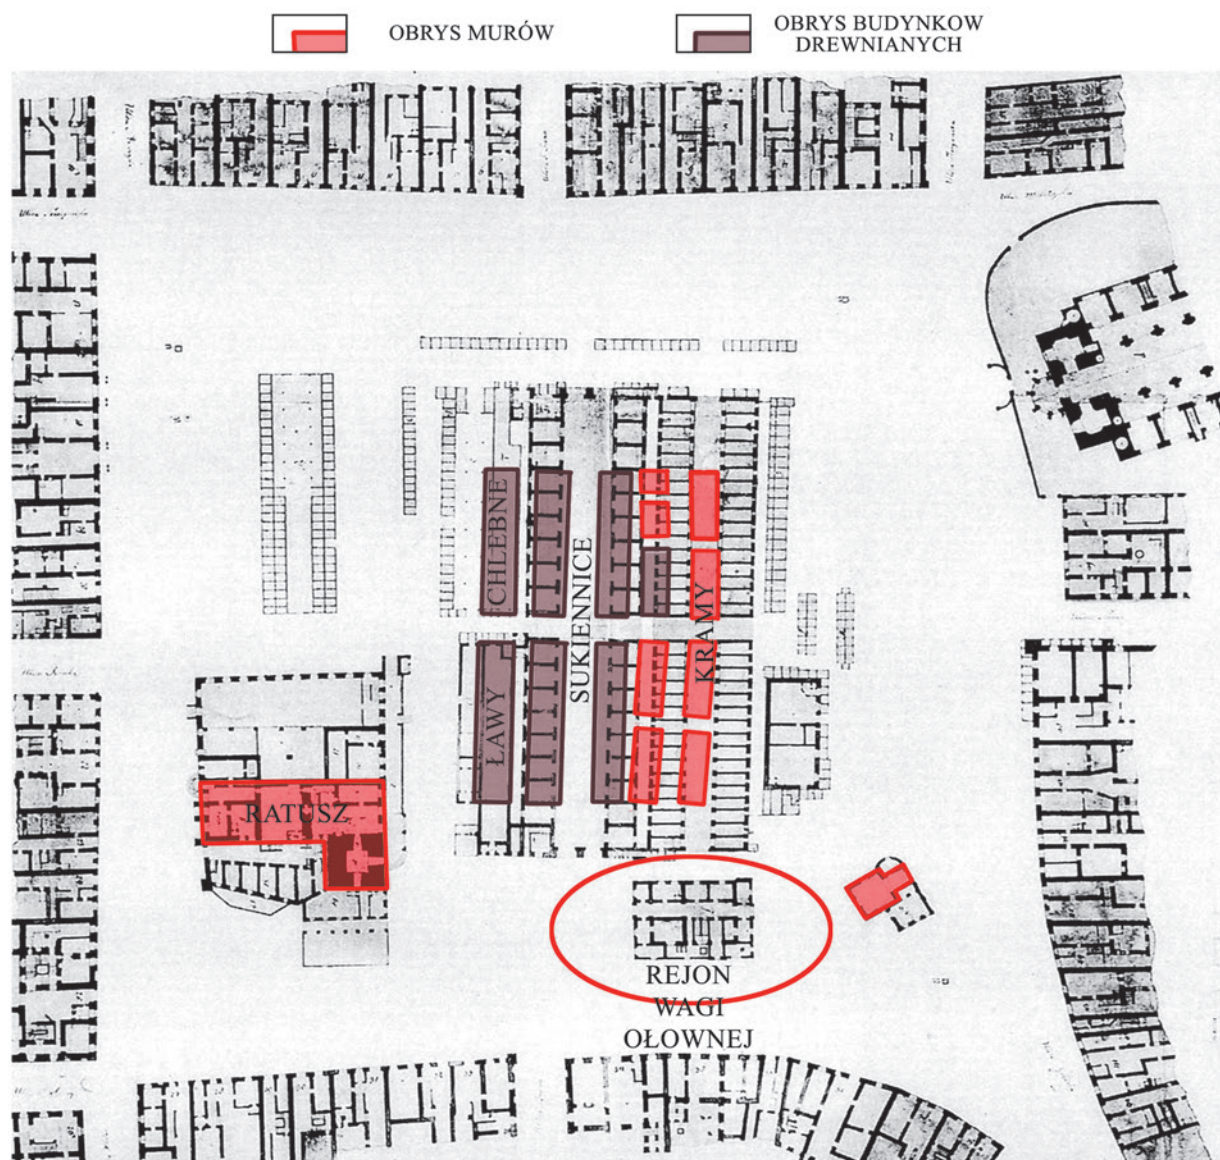 OBRYS MURÓW
OBRYS BUDYNKOW
DREWNIANYCH
CHLEBNE
SUKIENNICE
KRAMY
ŁAWY
RATUSZ
REJON
WAGI
OŁOWNEJ